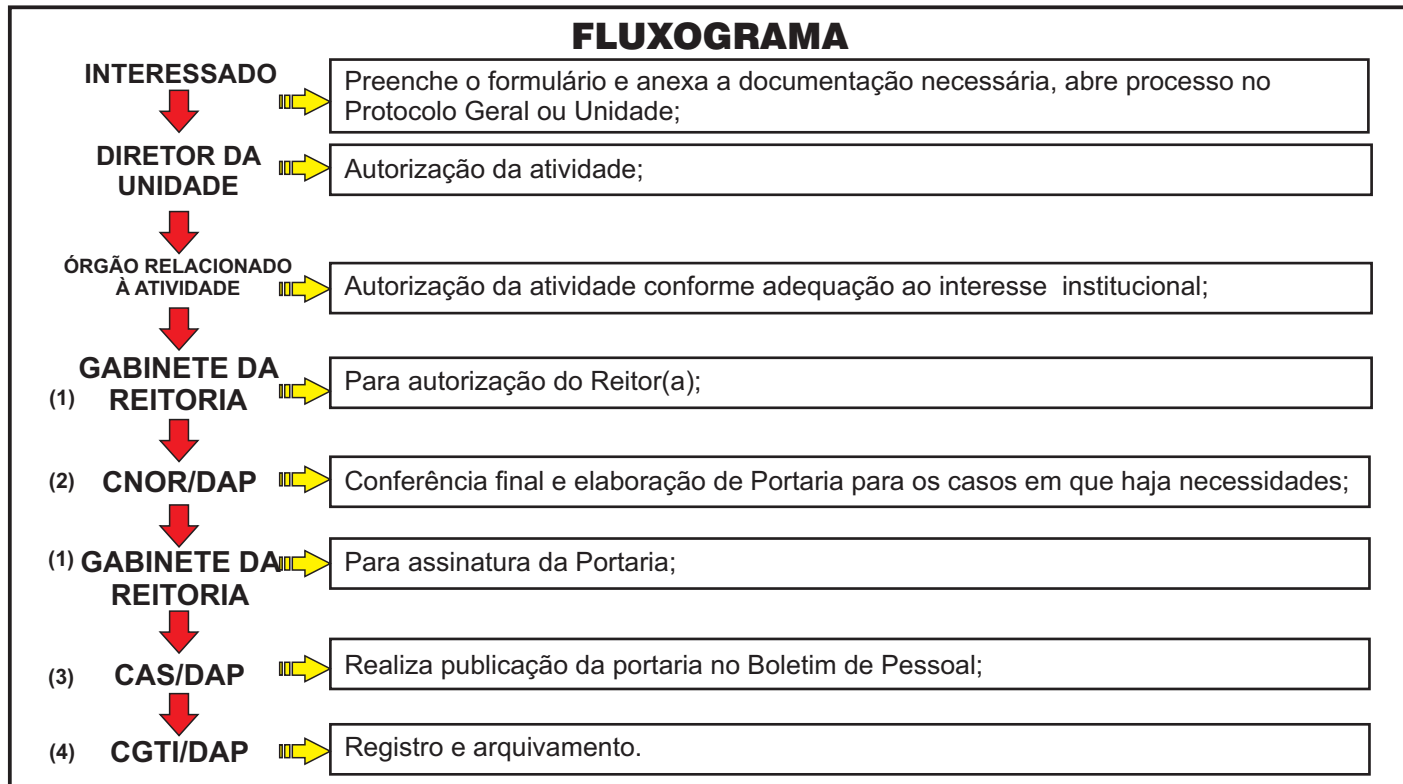 FLUXOGRAMA
INTERESSADO
Preenche o formulário e anexa a documentação necessária, abre processo no
Protocolo Geral ou Unidade;
DIRETOR DA
UNIDADE
Autorização da atividade;
ÓRGÃO RELACIONADO
À ATIVIDADE
Autorização da atividade conforme adequação ao interesse institucional;
GABINETE DA
(1) REITORIA
Para autorização do Reitor(a);
(2) CNOR/DAP
Conferência final e elaboração de Portaria para os casos em que haja necessidades;
(1) GABINETE DA
REITORIA
Para assinatura da Portaria;
(3) CAS/DAP
Realiza publicação da portaria no Boletim de Pessoal;
(4) CGTI/DAP
Registro e arquivamento.